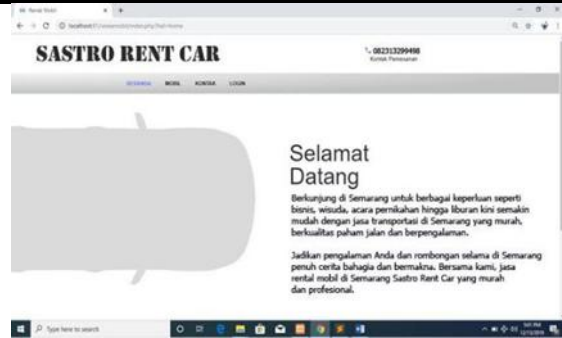 Rental Mobil
SASTRO RENT CAR
082313299498
Kontak Pemesanan
BERANDA MOBIL KONTAK LOGIN
Selamat
Datang
Berkunjung di Semarang untuk berbagai keperluan seperti
bisnis, wisuda, acara pernikahan hingga liburan kini semakin
mudah dengan jasa transportasi di Semarang yang murah,
berkualitas paham jalan dan berpengalaman.
Jadikan pengalaman Anda dan rombongan selama di Semarang
penuh cerita bahagia dan bermakna. Bersama kami, jasa
rental mobil di Semarang Sastro Rent Car yang murah
dan profesional.
Type here to search